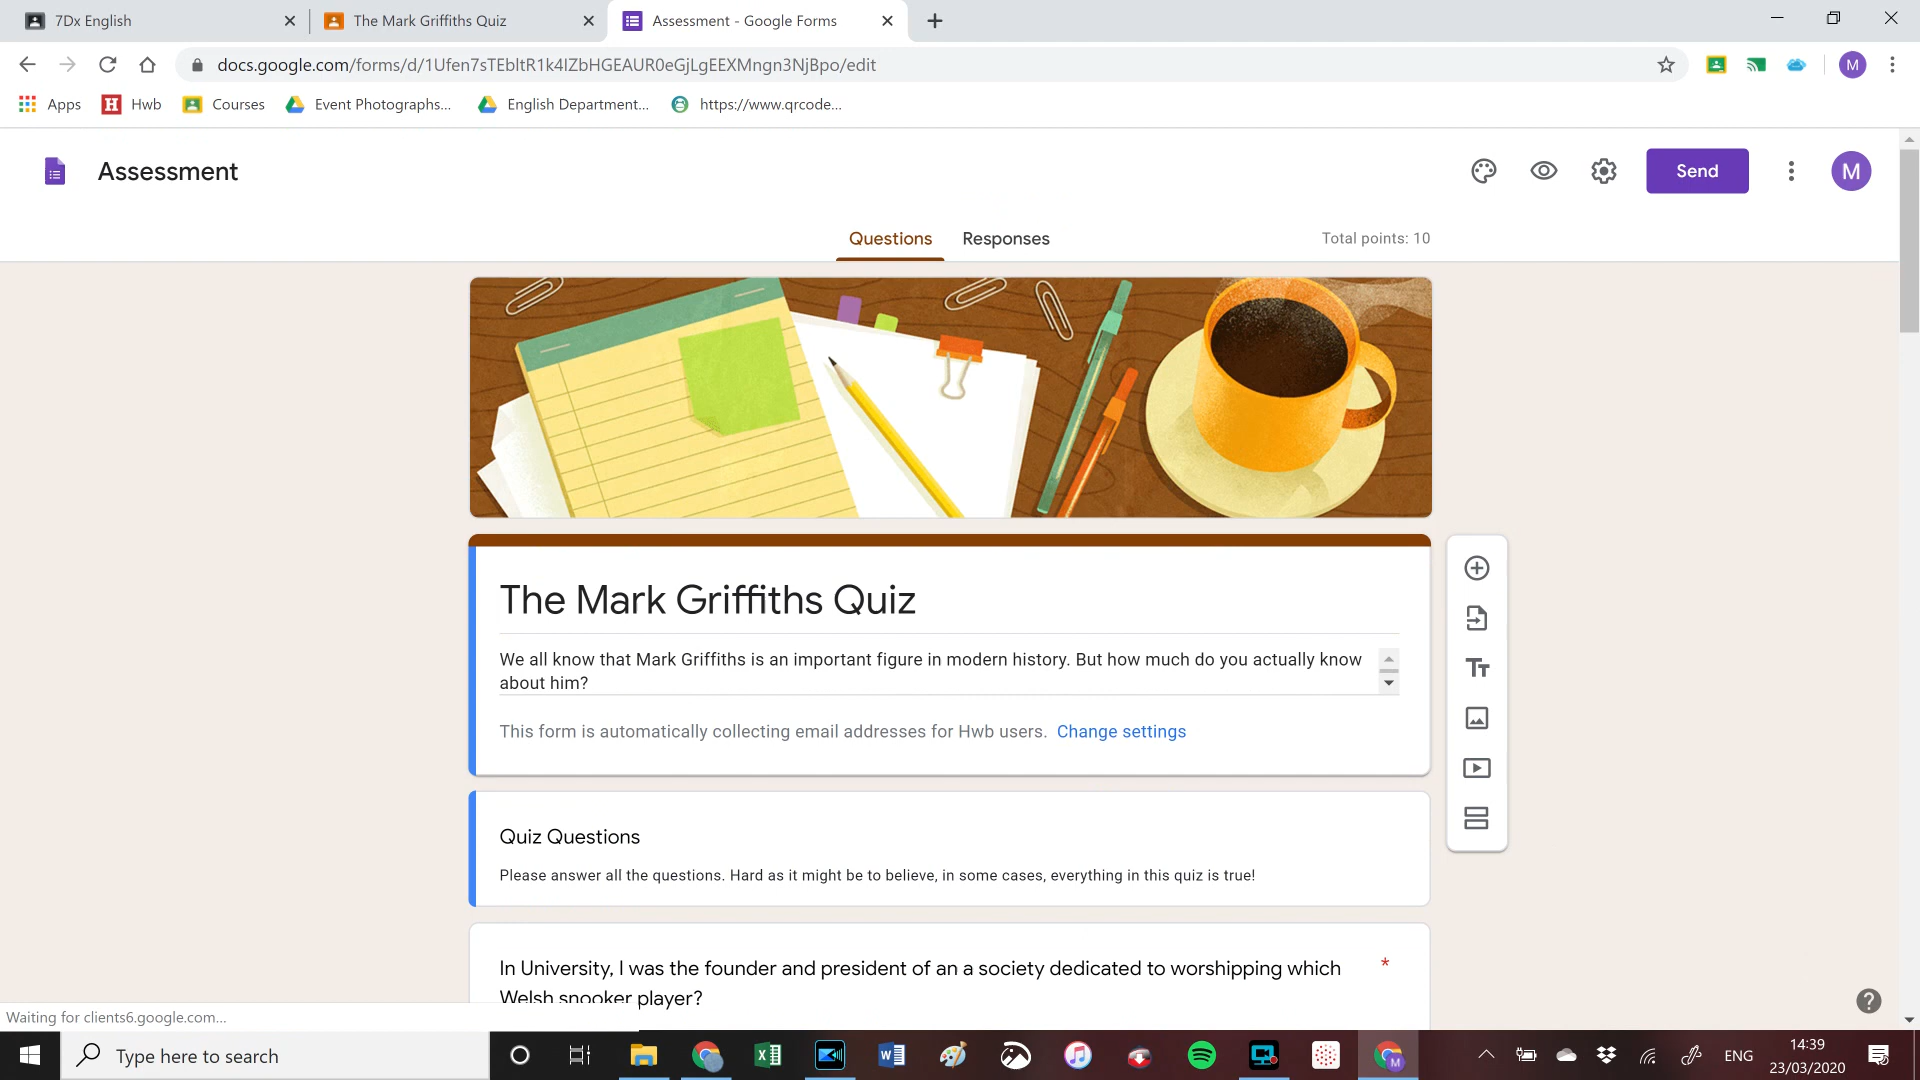 7Dx English
The Mark Griffiths Quiz
Assessment - Google Forms
docs.google.com/forms/d/1Ufen7sTEbltR1k4lZbHGEAUR0eGjLgEEXMngn3NjBpo/edit
M
Apps
Hwb
Courses
Event Photographs...
English Department...
https://www.qrcode...
Assessment
Send
M
Questions
Responses
Total points: 10
The Mark Griffiths Quiz
We all know that Mark Griffiths is an important figure in modern history. But how much do you actually know
about him?
This form is automatically collecting email addresses for Hwb users. Change settings
Quiz Questions
Please answer all the questions. Hard as it might be to believe, in some cases, everything in this quiz is true!
In University, I was the founder and president of an a society dedicated to worshipping which *
Welsh snooker player?
Waiting for clients6.google.com...
Type here to search
ENG
14:39
23/03/2020